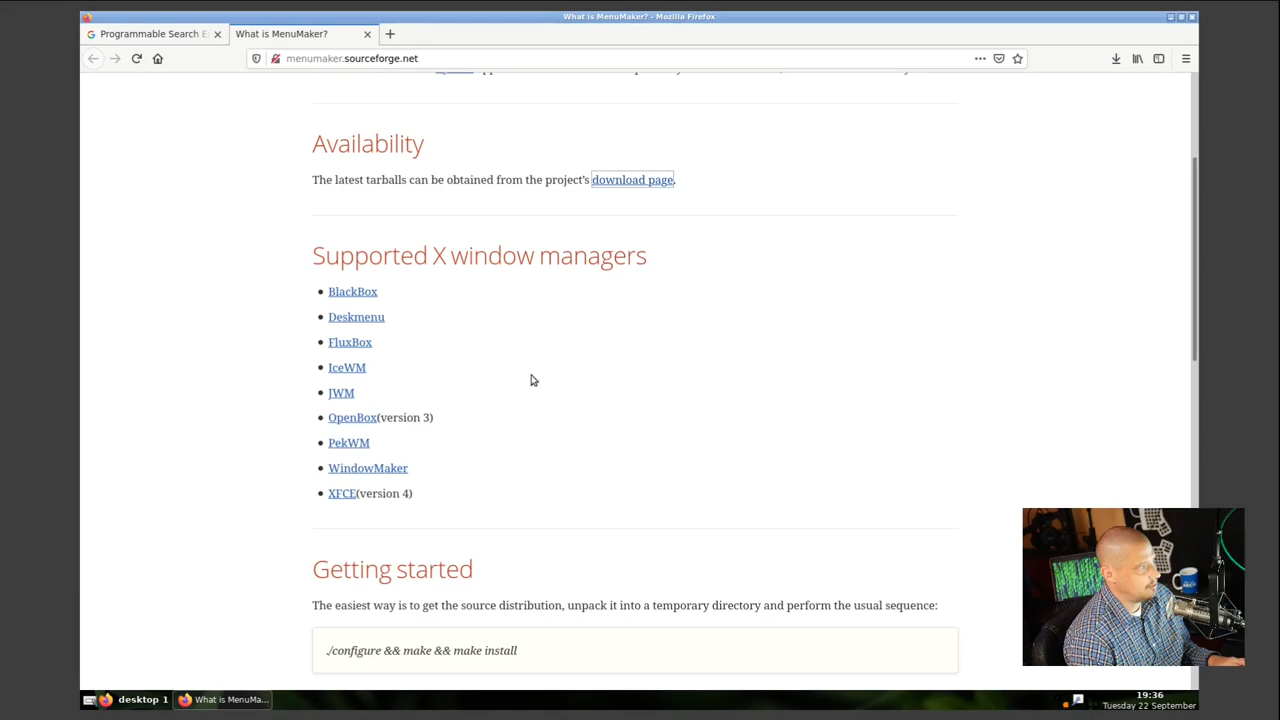 What is MenuMaker? - Mozilla Firefox
Programmable Search E
What is MenuMaker?
menumaker.sourceforge.net
Availability
The latest tarballs can be obtained from the project's download page.
Supported X window managers
BlackBox
Deskmenu
FluxBox
IceWM
JWM
OpenBox(version 3)
PekWM
WindowMaker
XFCE(version 4)
Getting started
The easiest way is to get the source distribution, unpack it into a temporary directory and perform the usual sequence:
./configure && make && make install
desktop 1
What is MenuMa...
19:36
Tuesday 22 September